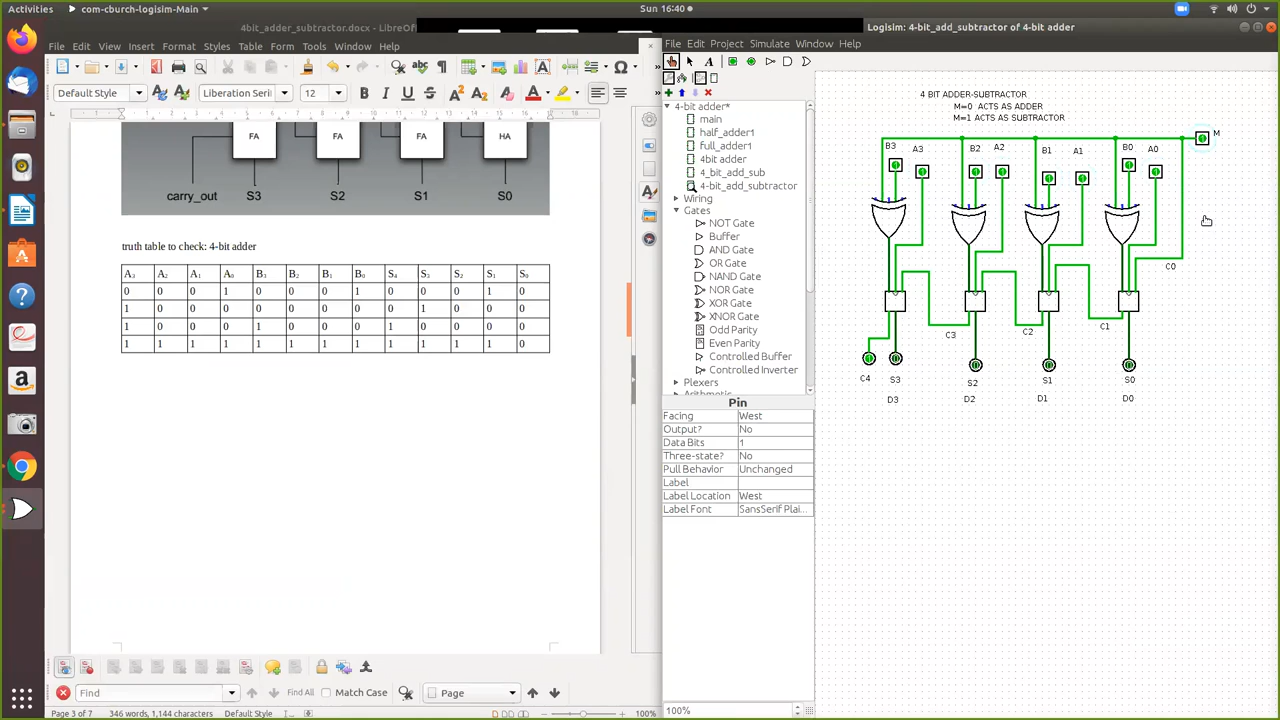 Activities
com-cburch-logisim-Main
Sun 16:40
4bit_adder_subtractor.docx - LibreOf
Logisim: 4-bit_add_subtractor of 4-bit adder
File Edit View Insert Format Styles Table Form Tools Window Help
Default Style
Liberation Seri
12
FA FA FA HA
carry_out S3 S2 S1 S0
truth table to check: 4-bit adder
A3 A2 A1 A0 B3 B2 B1 B0 S4 S3 S2 S1 S0
0 0 0 1 0 0 0 1 0 0 0 1 0
1 0 0 0 0 0 0 0 0 1 0 0 0
1 0 0 0 1 0 0 0 1 0 0 0 0
1 1 1 1 1 1 1 1 1 1 1 1 0
Find
Find All
Match Case
Page
Page 3 of 7
346 words, 1,144 characters
Default Style
100%
File Edit Project Simulate Window Help
4-bit adder*
main
half_adder1
full_adder1
4bit adder
4_bit_add_sub
4-bit_add_subtractor
Wiring
Gates
NOT Gate
Buffer
AND Gate
OR Gate
NAND Gate
NOR Gate
XOR Gate
XNOR Gate
Odd Parity
Even Parity
Controlled Buffer
Controlled Inverter
Plexers
Pin
Facing West
Output? No
Data Bits 1
Three-state? No
Pull Behavior Unchanged
Label
Label Location West
Label Font SansSerif Plai...
100%
4 BIT ADDER-SUBTRACTOR
M=0 ACTS AS ADDER
M=1 ACTS AS SUBTRACTOR
M
B3 A3 B2 A2 B1 A1 B0 A0
C0
C3 C2 C1
C4 S3 S2 S1 S0
D3 D2 D1 D0